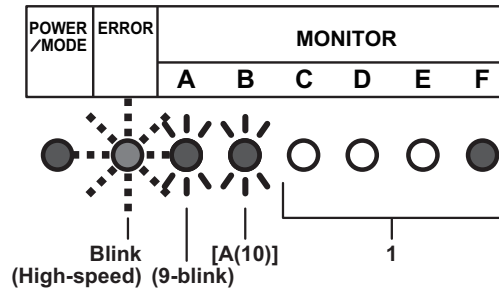 POWER
/MODE
ERROR
MONITOR
A B C D E F
Blink
(High-speed)
(9-blink)
[A(10)]
1